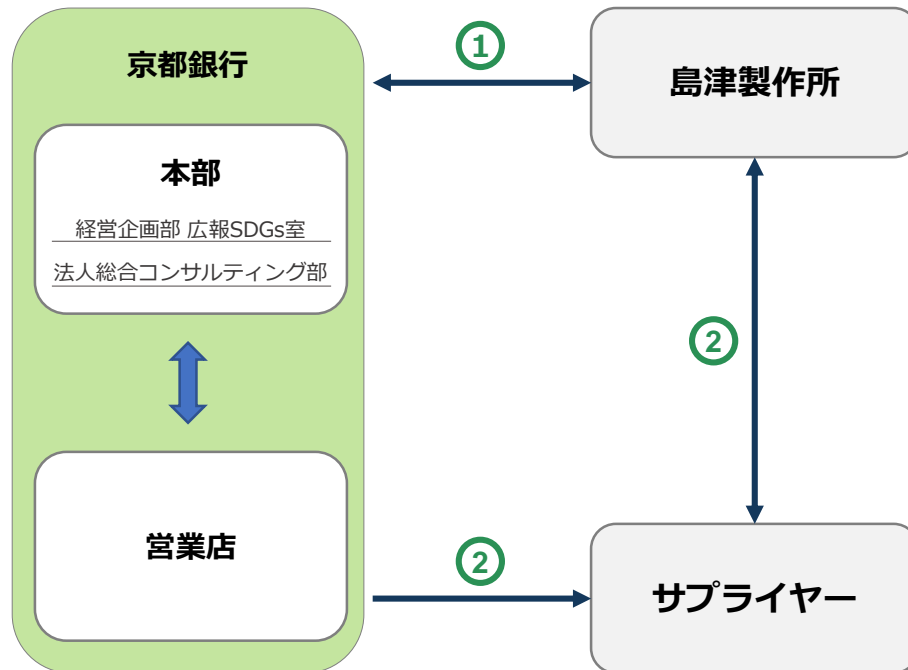 京都銀行
①
島津製作所
本部
経営企画部 広報SDGs室
法人総合コンサルティング部
②
営業店
②
サプライヤー